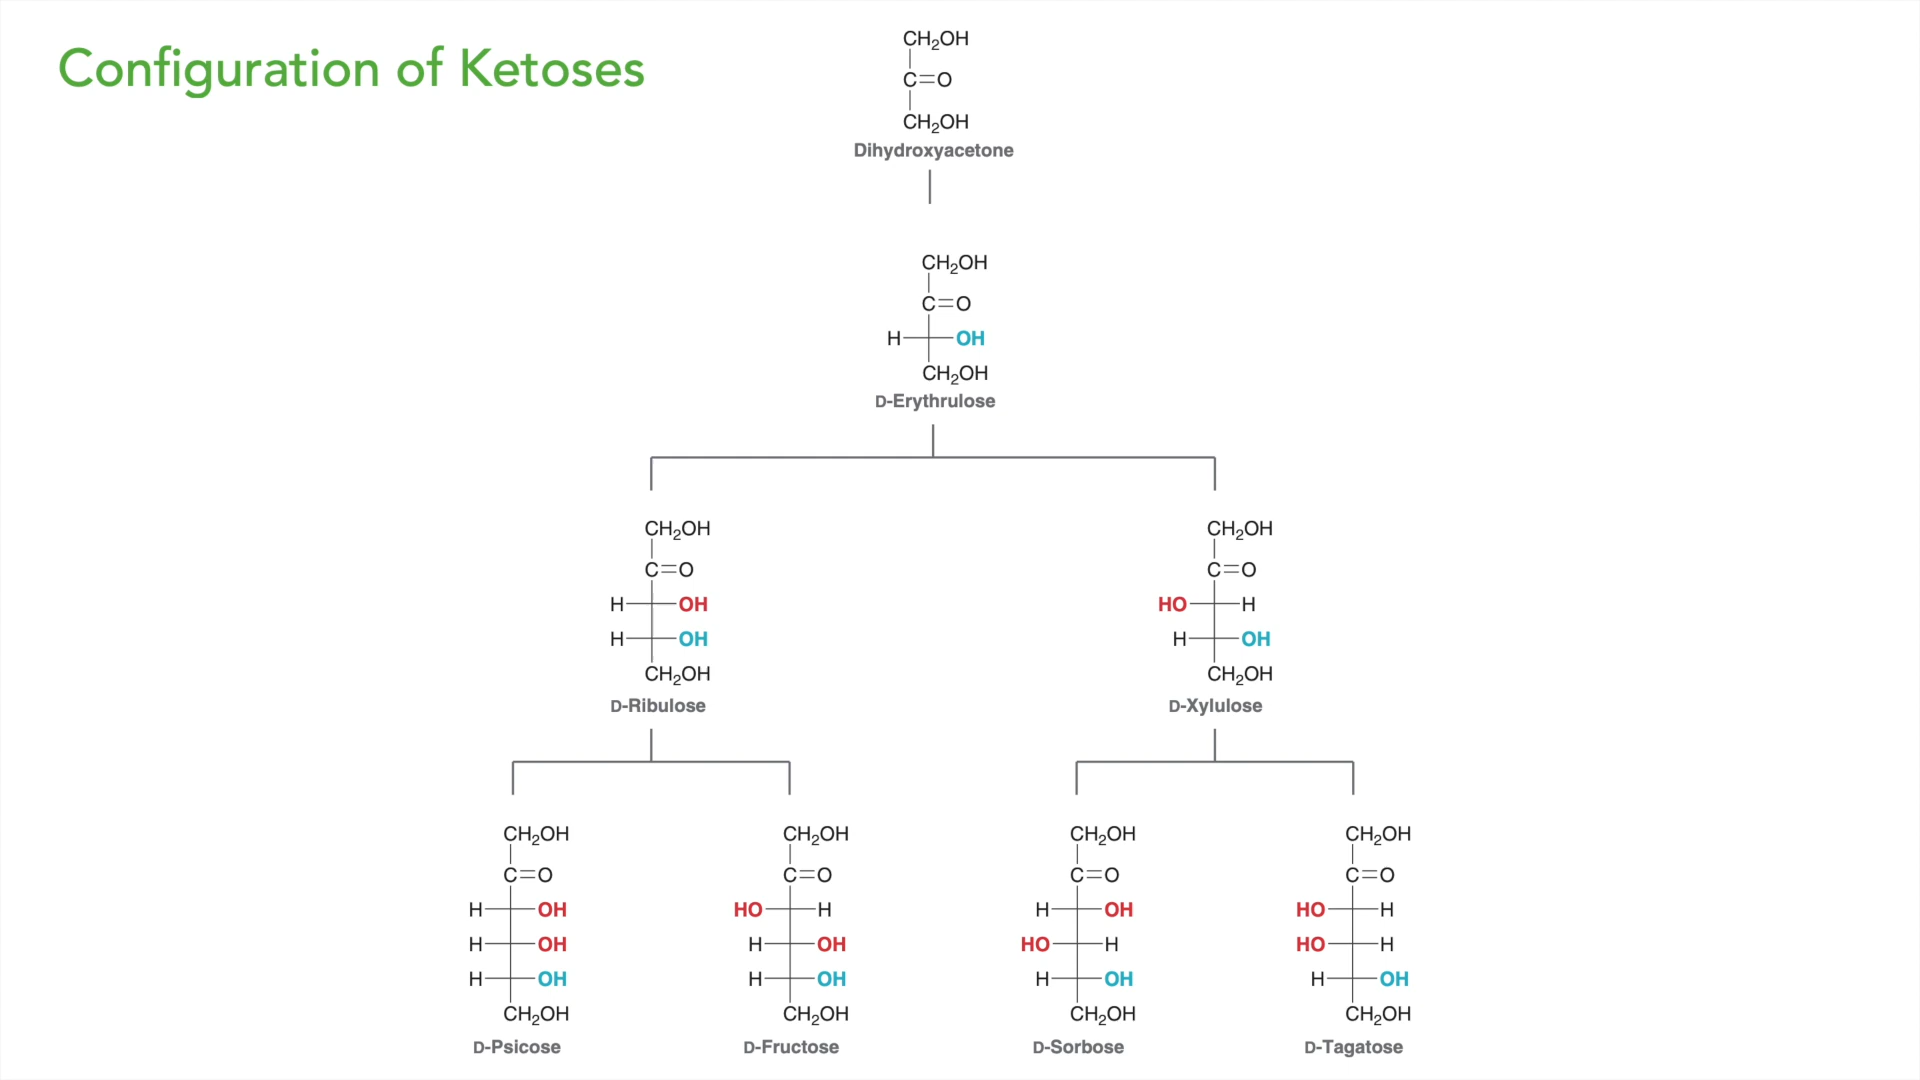 Configuration of Ketoses
CH₂OH
C=O
CH₂OH
Dihydroxyacetone
CH₂OH
C=O
H OH
CH₂OH
D-Erythrulose
CH₂OH
C=O
H OH
H OH
CH₂OH
D-Ribulose
CH₂OH
C=O
HO H
H OH
CH₂OH
D-Xylulose
CH₂OH
C=O
H OH
H OH
H OH
CH₂OH
D-Psicose
CH₂OH
C=O
HO H
H OH
H OH
CH₂OH
D-Fructose
CH₂OH
C=O
H OH
HO H
H OH
CH₂OH
D-Sorbose
CH₂OH
C=O
HO H
HO H
H OH
CH₂OH
D-Tagatose